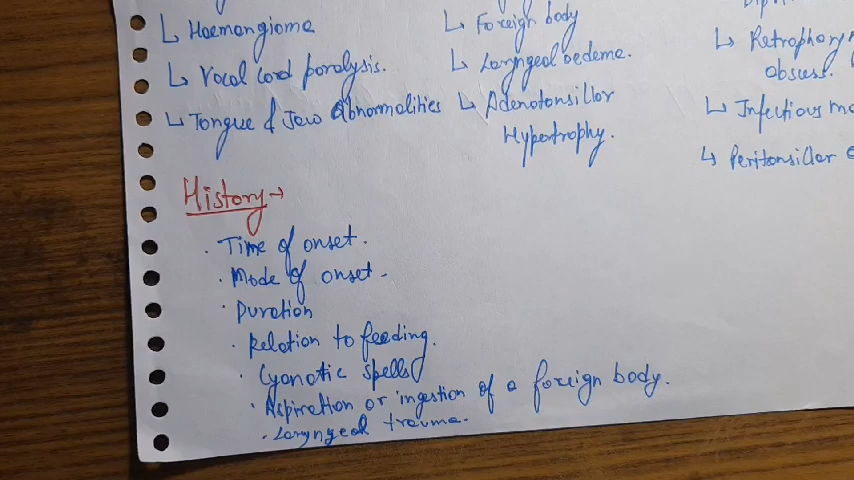 ↳ Haemangioma
↳ Vocal Cord paralysis.
↳ Tongue & Jaw Abnormalities
↳ Foreign body
↳ Laryngeal oedema.
↳ Adenotonsillar
Hypertrophy.
↳ Retrophary
abscess.
↳ Infectious mo
↳ Peritonsillar
History →
. Time of onset.
. Mode of onset.
. Duration
. Relation to feeding.
. Cyanotic spells
. Aspiration or ingestion of a foreign body.
. Laryngeal trauma.